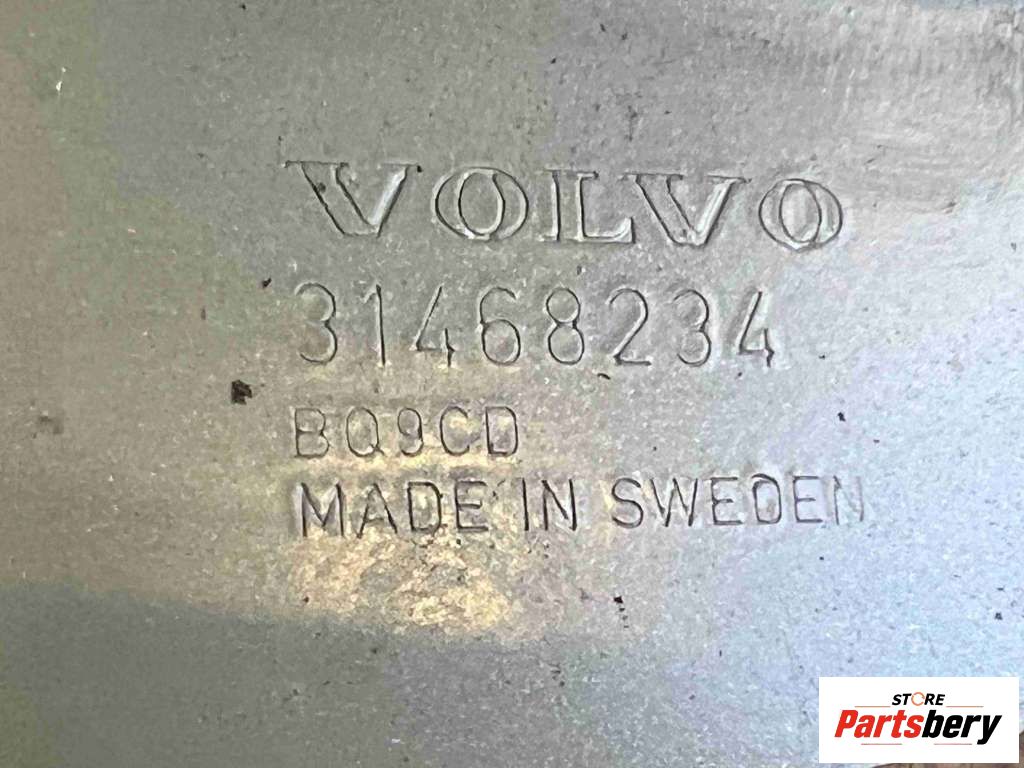 VOLVO
31468234
BQ9CD
MADE IN SWEDEN
STORE
Partsbery